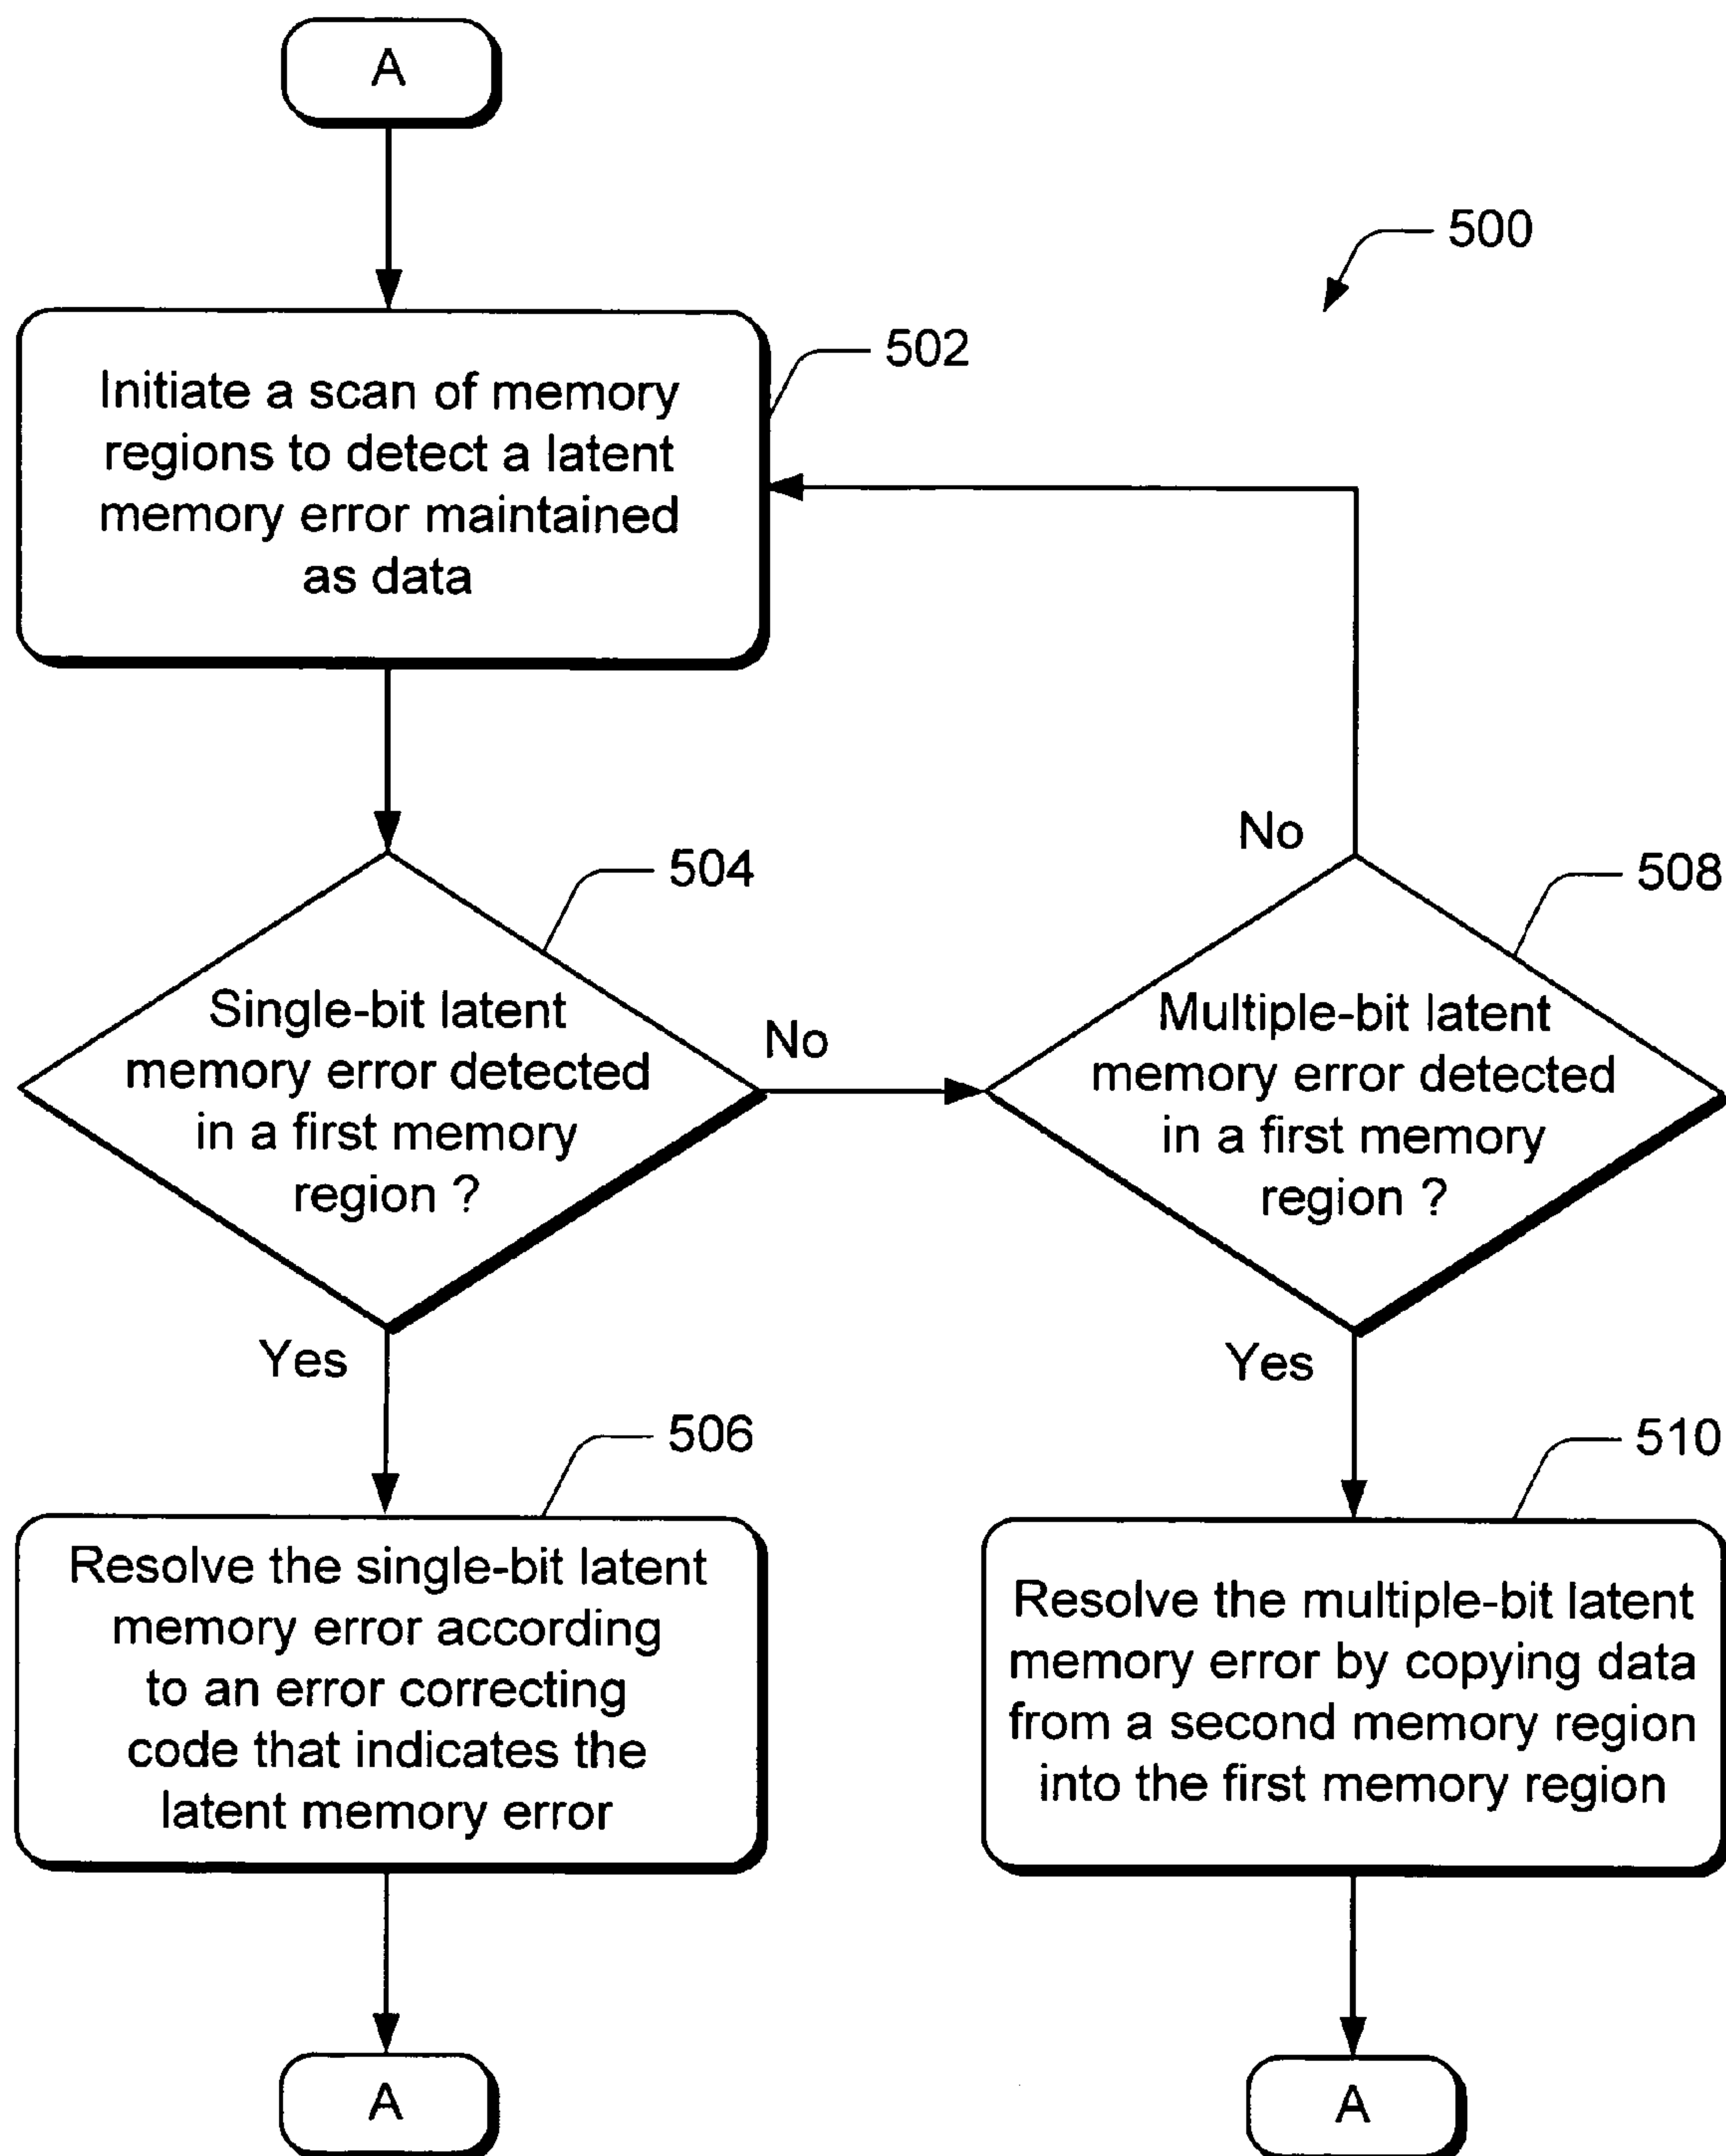 A
500
502
Initiate a scan of memory
regions to detect a latent
memory error maintained
as data
504
Single-bit latent
memory error detected
in a first memory
region ?
No
Yes
508
No
Multiple-bit latent
memory error detected
in a first memory
region ?
Yes
506
Resolve the single-bit latent
memory error according
to an error correcting
code that indicates the
latent memory error
510
Resolve the multiple-bit latent
memory error by copying data
from a second memory region
into the first memory region
A
A